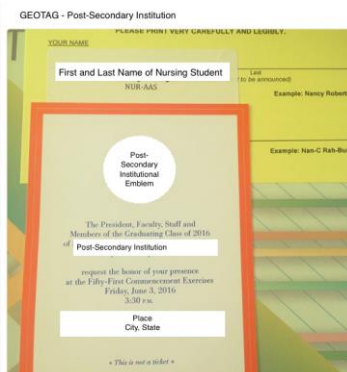 GEOTAG - Post-Secondary Institution
PLEASE PRINT VERY CAREFULLY AND LEGIBLY.
YOUR NAME
First and Last Name of Nursing Student
Last
to be announced)
NUR-AAS
Example: Nancy Robert
Post-
Secondary
Institutional
Emblem
Example: Nan-C Rah-Bu
The President, Faculty, Staff and
Members of the Graduating Class of 2016
of Post-Secondary Institution
request the honor of your presence
at the Fifty-First Commencement Exercises
Friday, June 3, 2016
3:30 P.M.
Place
City, State
* This is not a ticket *